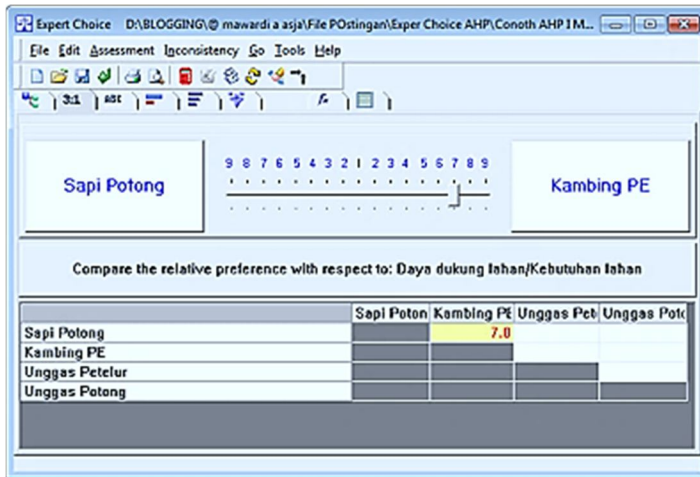 Expert Choice D:\BLOGGING\@ mawardi a asja\File POstingan\Exper Choice AHP\Conoth AHP I M...
File Edit Assessment Inconsistency Go Tools Help
3:1 ABC
Sapi Potong
9 8 7 6 5 4 3 2 1 2 3 4 5 6 7 8 9
Kambing PE
Compare the relative preference with respect to: Daya dukung lahan/Kebutuhan lahan
Sapi Poton Kambing PE Unggas Pet Unggas Poto
Sapi Potong 7.0
Kambing PE
Unggas Petelur
Unggas Potong